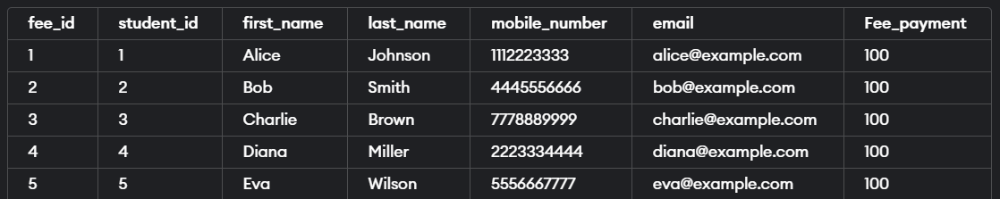 fee_id student_id first_name last_name mobile_number email Fee_payment
1 1 Alice Johnson 1112223333 alice@example.com 100
2 2 Bob Smith 4445556666 bob@example.com 100
3 3 Charlie Brown 7778889999 charlie@example.com 100
4 4 Diana Miller 2223334444 diana@example.com 100
5 5 Eva Wilson 5556667777 eva@example.com 100